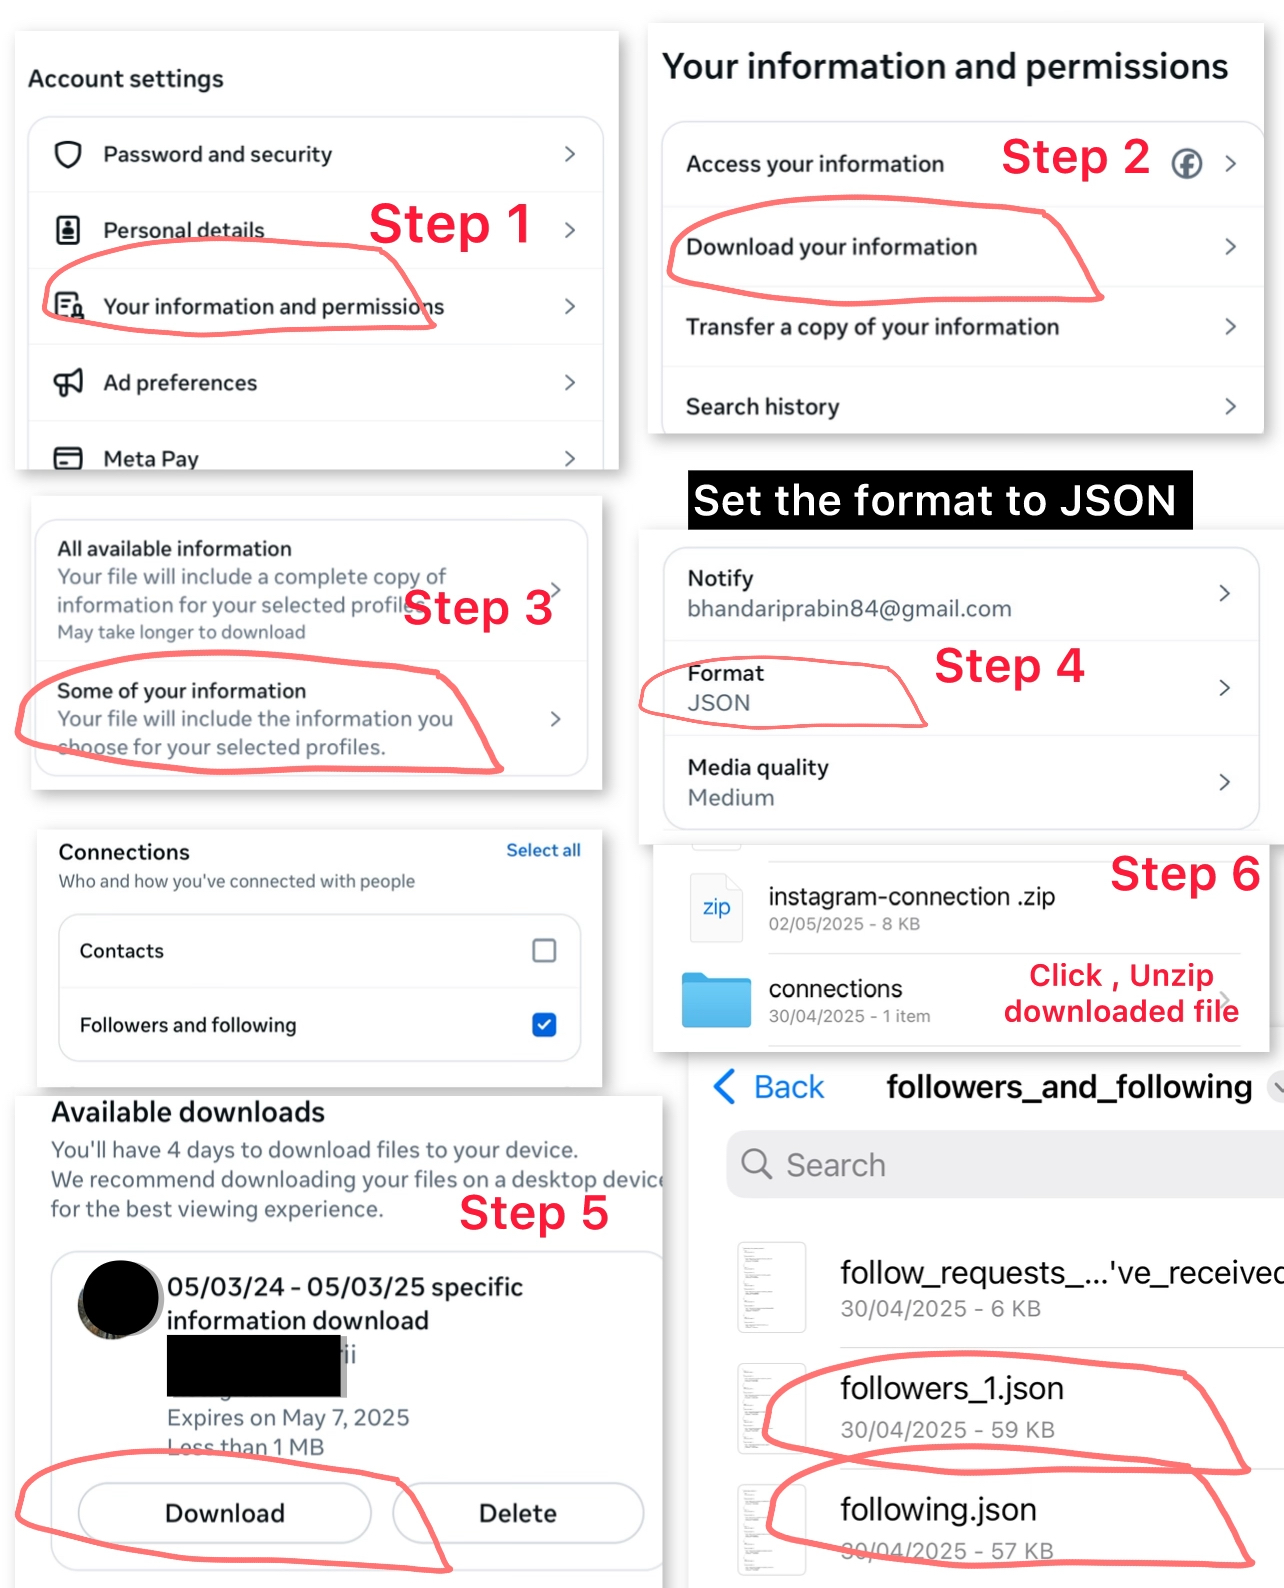 Account settings
Password and security
Personal details
Step 1
Your information and permissions
Ad preferences
Meta Pay
Your information and permissions
Access your information
Step 2
Download your information
Transfer a copy of your information
Search history
All available information
Your file will include a complete copy of
information for your selected
Step 3
May take longer to download
Some of your information
Your file will include the information you
choose for your selected profiles.
Set the format to JSON
Notify
bhandariprabin84@gmail.com
Format
JSON
Step 4
Media quality
Medium
Connections
Select all
Who and how you've connected with people
Contacts
Followers and following
Available downloads
You'll have 4 days to download files to your device.
We recommend downloading your files on a desktop device
for the best viewing experience.
Step 5
05/03/24 - 05/03/25 specific
information download
Expires on May 7, 2025
Less than 1 MB
Download
Delete
Step 6
zip
instagram-connection .zip
02/05/2025 - 8 KB
connections
30/04/2025 - 1 item
Click , Unzip
downloaded file
Back
followers_and_following
Search
follow_requests_...'ve_received
30/04/2025 - 6 KB
followers_1.json
30/04/2025 - 59 KB
following.json
30/04/2025 - 57 KB